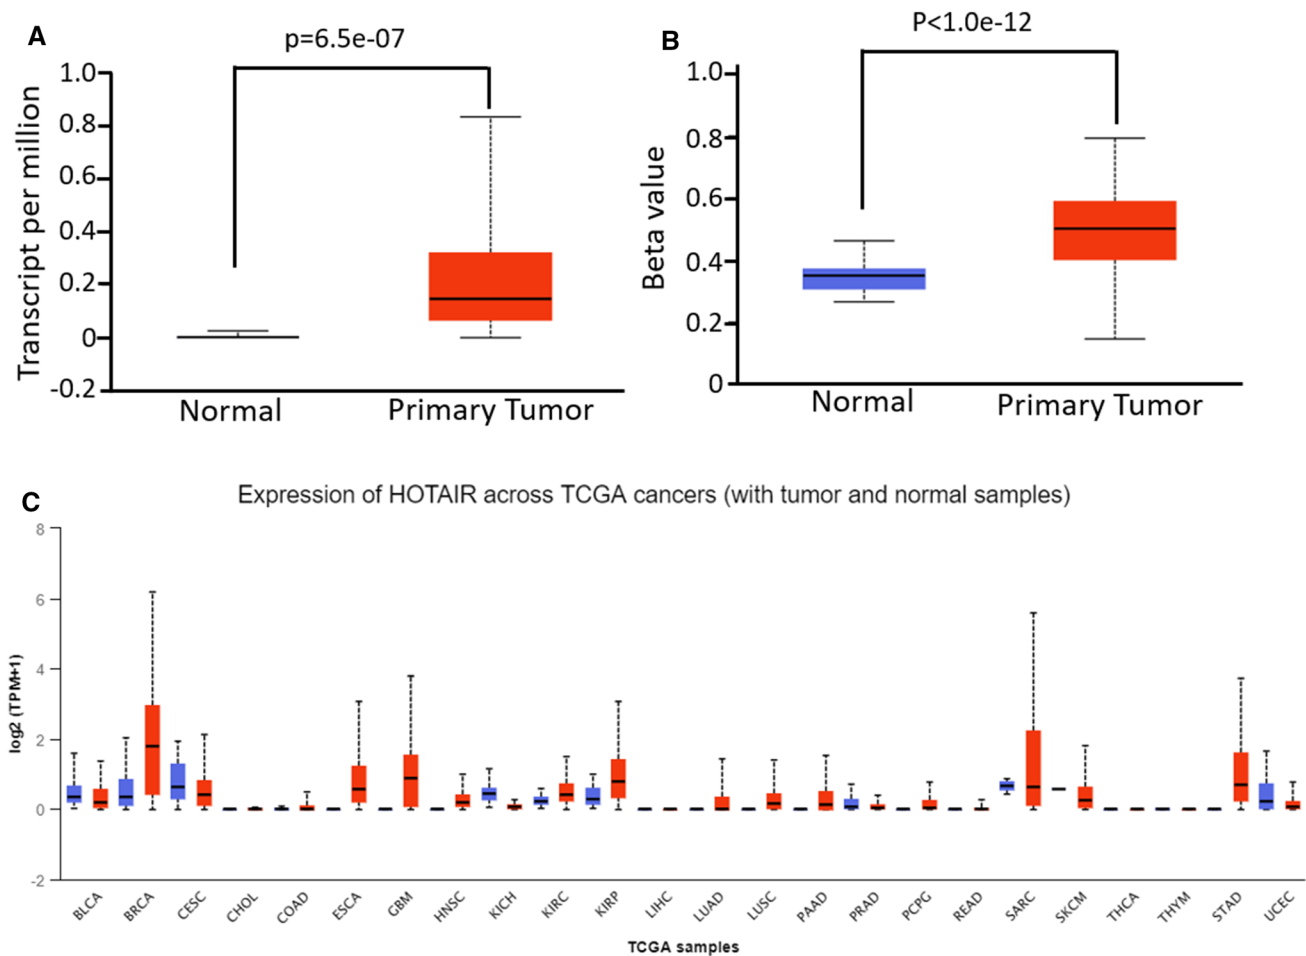 A
p=6.5e-07
Transcript per million
1.0
0.8
0.6
0.4
0.2
0
-0.2
Normal
Primary Tumor
B
P<1.0e-12
Beta value
1.0
0.8
0.6
0.4
0.2
0
Normal
Primary Tumor
C
Expression of HOTAIR across TCGA cancers (with tumor and normal samples)
log2 (TPM+1)
8
6
4
2
0
-2
BLCA
BRCA
CESC
CHOL
COAD
ESCA
GBM
HNSC
KICH
KIRC
KIRP
LIHC
LUAD
LUSC
PAAD
PRAD
PCPG
READ
SARC
SKCM
THCA
THYM
STAD
UCEC
TCGA samples